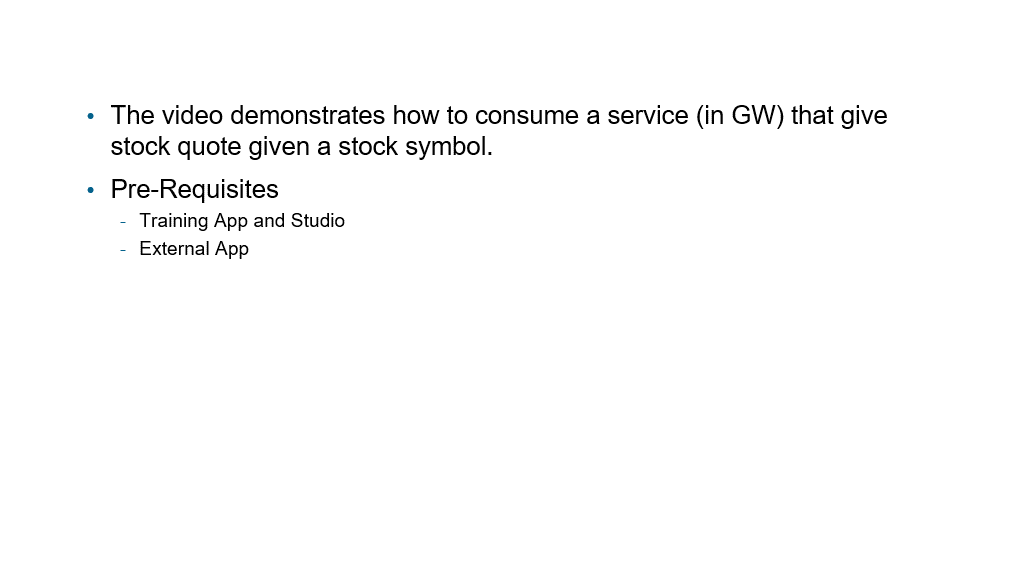 • The video demonstrates how to consume a service (in GW) that give
stock quote given a stock symbol.
• Pre-Requisites
- Training App and Studio
- External App